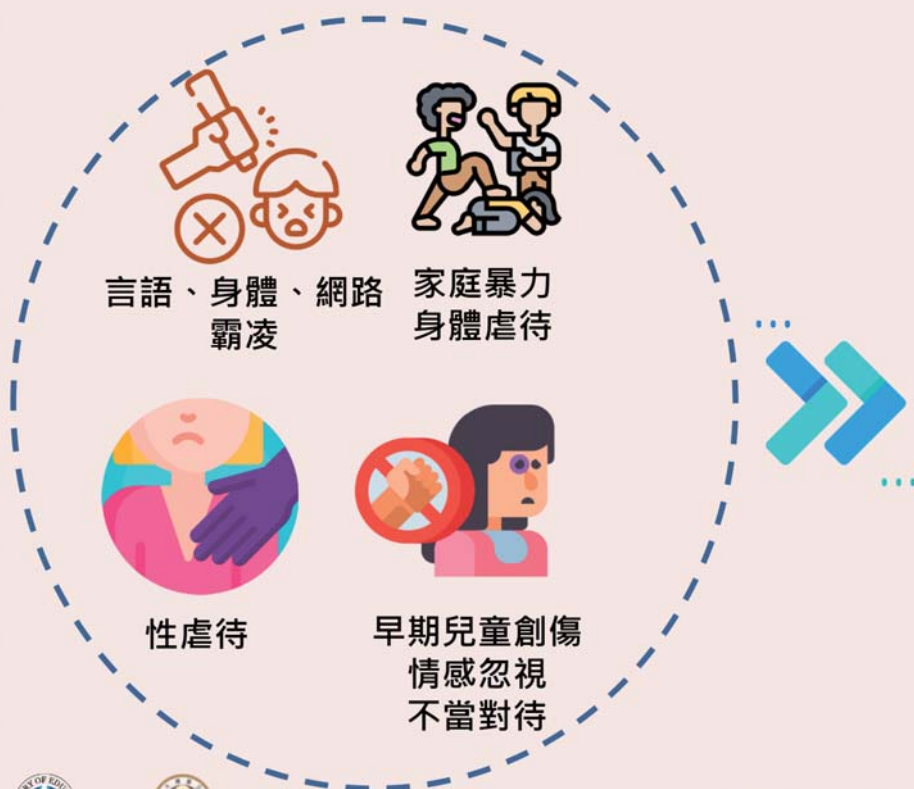 言語、身體、網路
霸凌
家庭暴力
身體虐待
性虐待
早期兒童創傷
情感忽視
不當對待